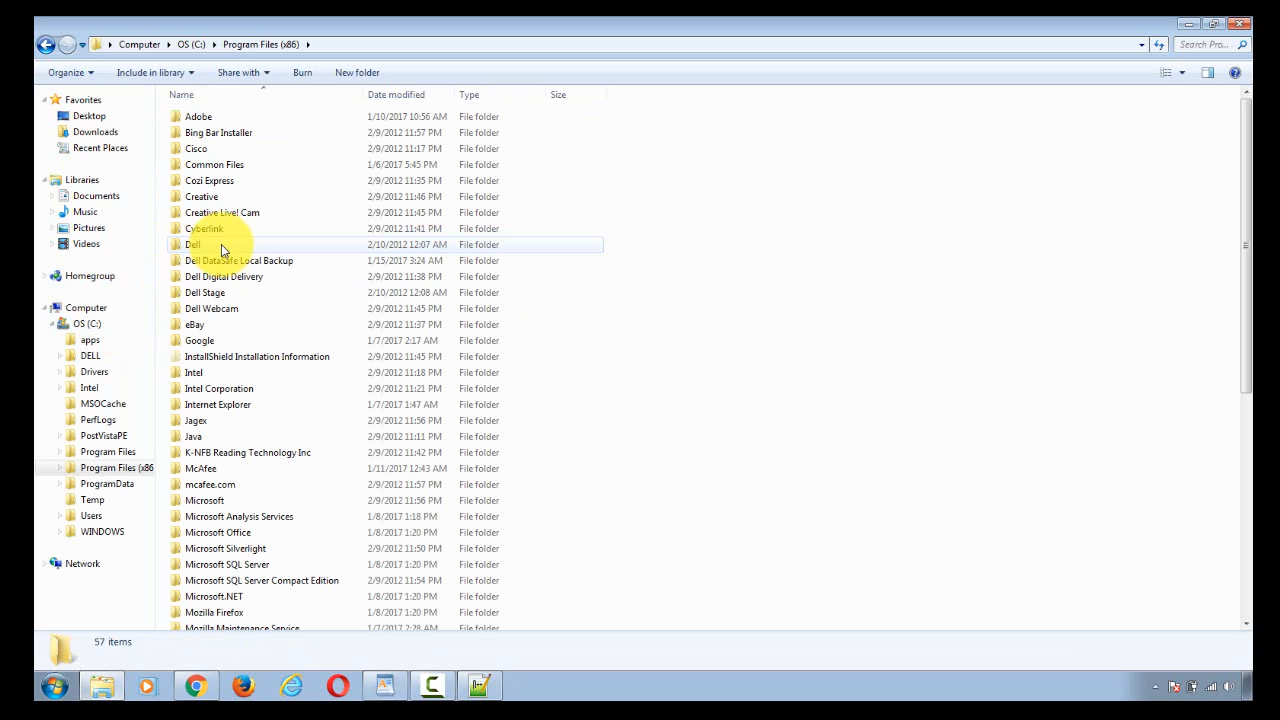 Computer OS (C:) Program Files (x86) Search Pro...
Organize Include in library Share with Burn New folder
Name Date modified Type Size
Favorites
Desktop
Downloads
Recent Places
Libraries
Documents
Music
Pictures
Videos
Homegroup
Computer
OS (C:)
apps
DELL
Drivers
Intel
MSOCache
PerfLogs
PostVistaPE
Program Files
Program Files (x86
ProgramData
Temp
Users
WINDOWS
Network
Adobe 1/10/2017 10:56 AM File folder
Bing Bar Installer 2/9/2012 11:57 PM File folder
Cisco 2/9/2012 11:17 PM File folder
Common Files 1/6/2017 5:45 PM File folder
Cozi Express 2/9/2012 11:35 PM File folder
Creative 2/9/2012 11:46 PM File folder
Creative Live! Cam 2/9/2012 11:45 PM File folder
Cyberlink 2/9/2012 11:41 PM File folder
Dell 2/10/2012 12:07 AM File folder
Dell DataSafe Local Backup 1/15/2017 3:24 AM File folder
Dell Digital Delivery 2/9/2012 11:38 PM File folder
Dell Stage 2/10/2012 12:08 AM File folder
Dell Webcam 2/9/2012 11:45 PM File folder
eBay 2/9/2012 11:37 PM File folder
Google 1/7/2017 2:17 AM File folder
InstallShield Installation Information 2/9/2012 11:45 PM File folder
Intel 2/9/2012 11:18 PM File folder
Intel Corporation 2/9/2012 11:21 PM File folder
Internet Explorer 1/7/2017 1:47 AM File folder
Jagex 2/9/2012 11:56 PM File folder
Java 2/9/2012 11:11 PM File folder
K-NFB Reading Technology Inc 2/9/2012 11:42 PM File folder
McAfee 1/11/2017 12:43 AM File folder
mcafee.com 2/9/2012 11:57 PM File folder
Microsoft 2/9/2012 11:56 PM File folder
Microsoft Analysis Services 1/8/2017 1:18 PM File folder
Microsoft Office 1/8/2017 1:20 PM File folder
Microsoft Silverlight 2/9/2012 11:50 PM File folder
Microsoft SQL Server 1/8/2017 1:20 PM File folder
Microsoft SQL Server Compact Edition 2/9/2012 11:54 PM File folder
Microsoft.NET 1/8/2017 1:20 PM File folder
Mozilla Firefox 1/8/2017 1:20 PM File folder
Mozilla Maintenance Service 1/7/2017 2:28 AM File folder
57 items